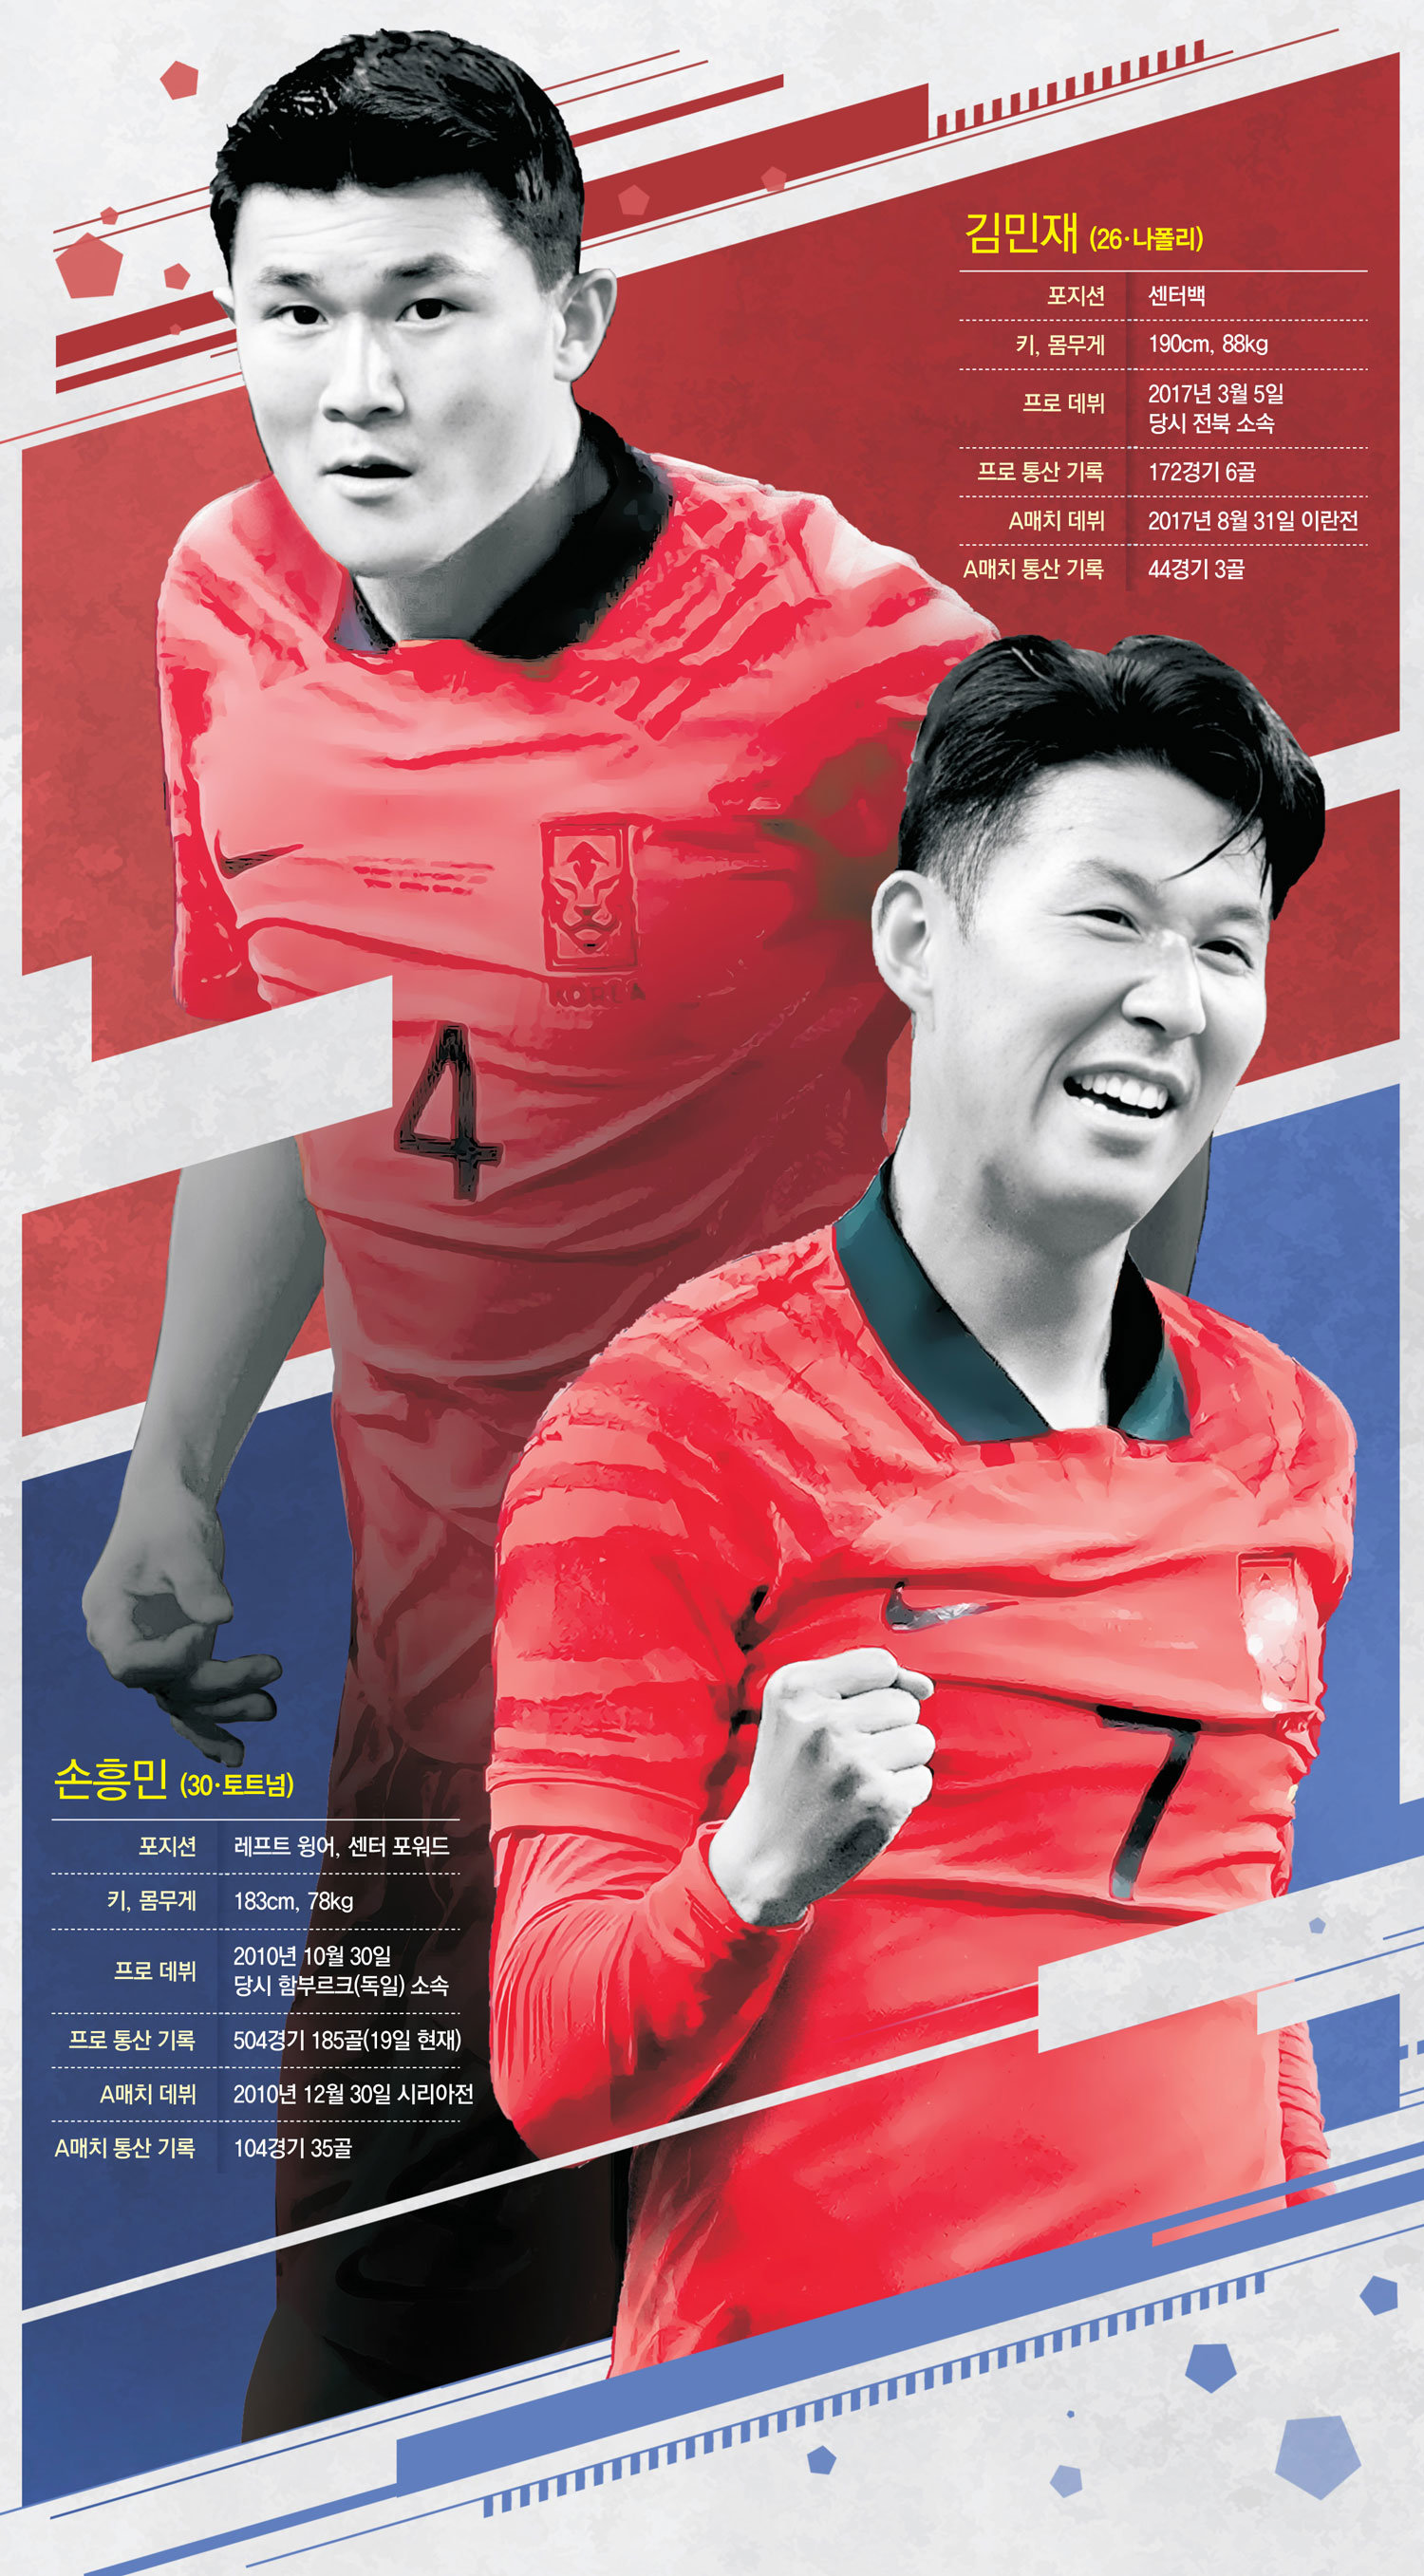 김민재 (26·나폴리)
포지션 센터백
키, 몸무게 190cm, 88kg
프로 데뷔 2017년 3월 5일
당시 전북 소속
프로 통산 기록 172경기 6골
A매치 데뷔 2017년 8월 31일 이란전
A매치 통산 기록 44경기 3골
KOREA
4
7
손흥민 (30·토트넘)
포지션 레프트 윙어, 센터 포워드
키, 몸무게 183cm, 78kg
프로 데뷔 2010년 10월 30일
당시 함부르크(독일) 소속
프로 통산 기록 504경기 185골(19일 현재)
A매치 데뷔 2010년 12월 30일 시리아전
A매치 통산 기록 104경기 35골